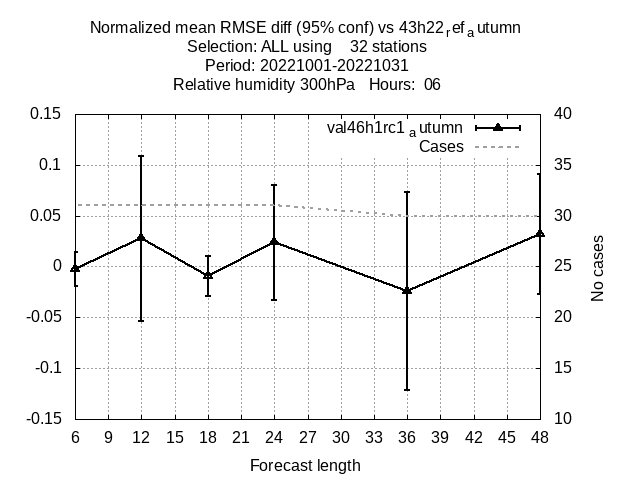 Normalized mean RMSE diff (95% conf) vs 43h22refautumn
Selection: ALL using 32 stations
Period: 20221001-20221031
Relative humidity 300hPa Hours: 06
0.15
0.1
0.05
0
-0.05
-0.1
-0.15
val46h1rc1autumn
Cases
40
35
30
25
20
15
10
No cases
6 9 12 15 18 21 24 27 30 33 36 39 42 45 48
Forecast length